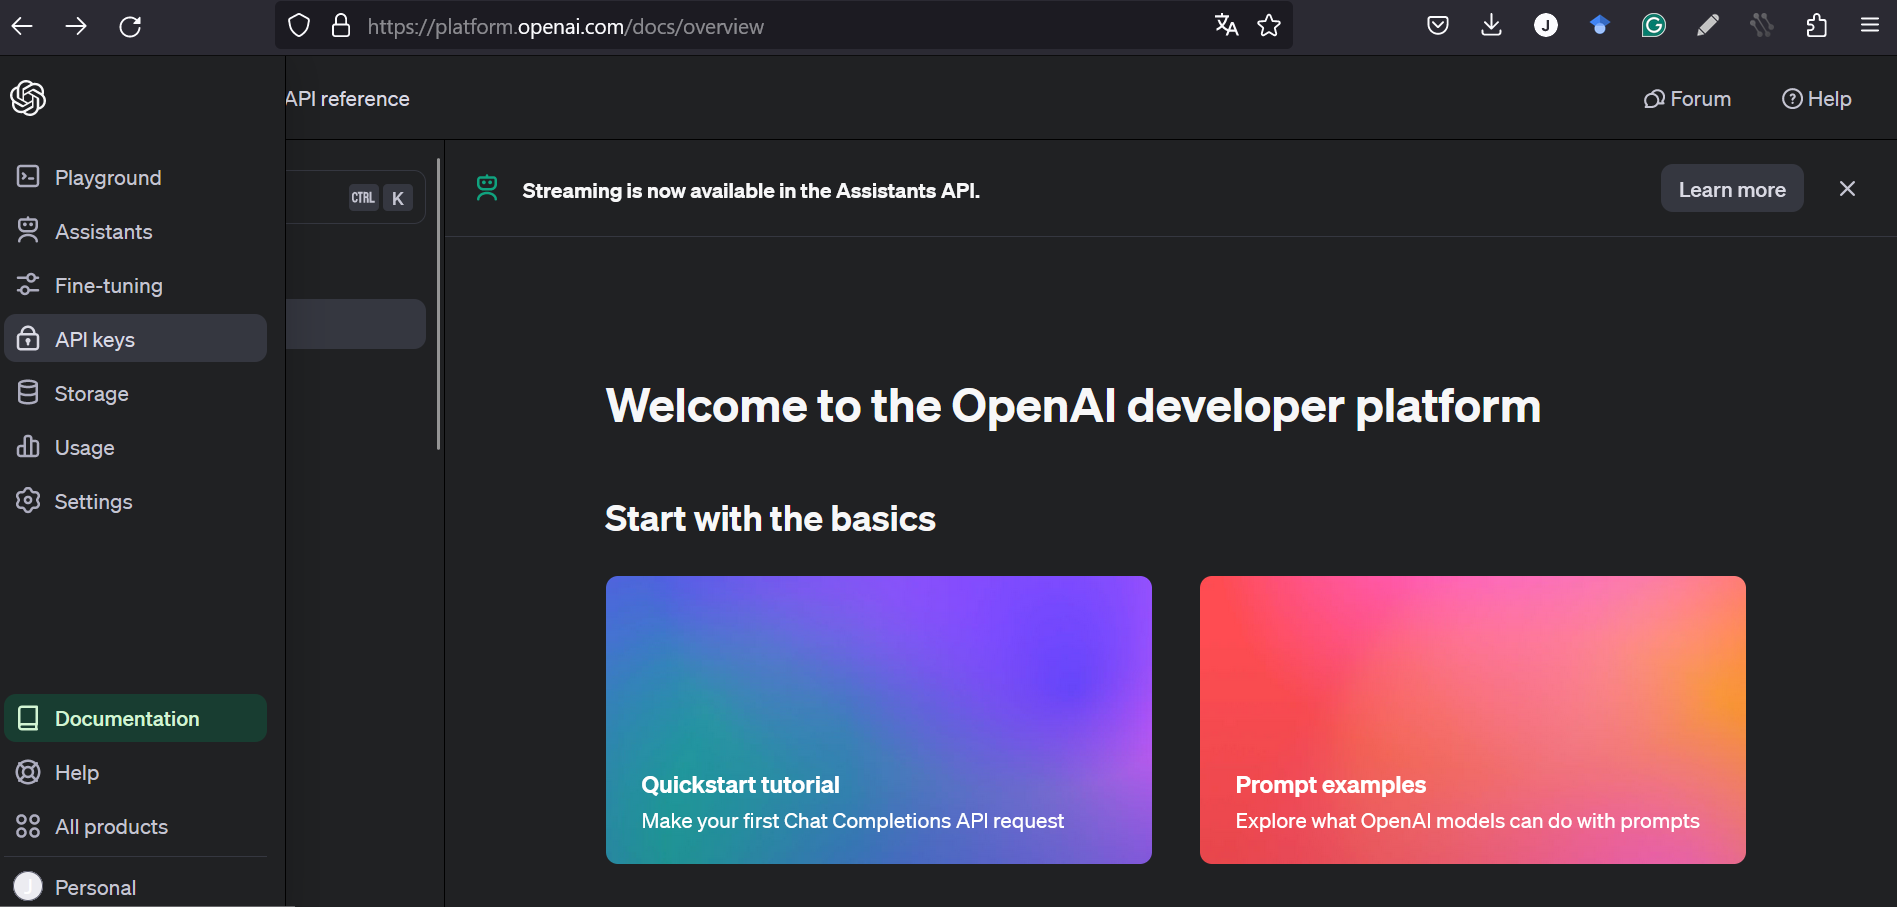 https://platform.openai.com/docs/overview
J
G
API reference
Forum
Help
Playground
Assistants
Fine-tuning
API keys
Storage
Usage
Settings
CTRL K
Streaming is now available in the Assistants API.
Learn more
Welcome to the OpenAI developer platform
Start with the basics
Quickstart tutorial
Make your first Chat Completions API request
Prompt examples
Explore what OpenAI models can do with prompts
Documentation
Help
All products
J
Personal